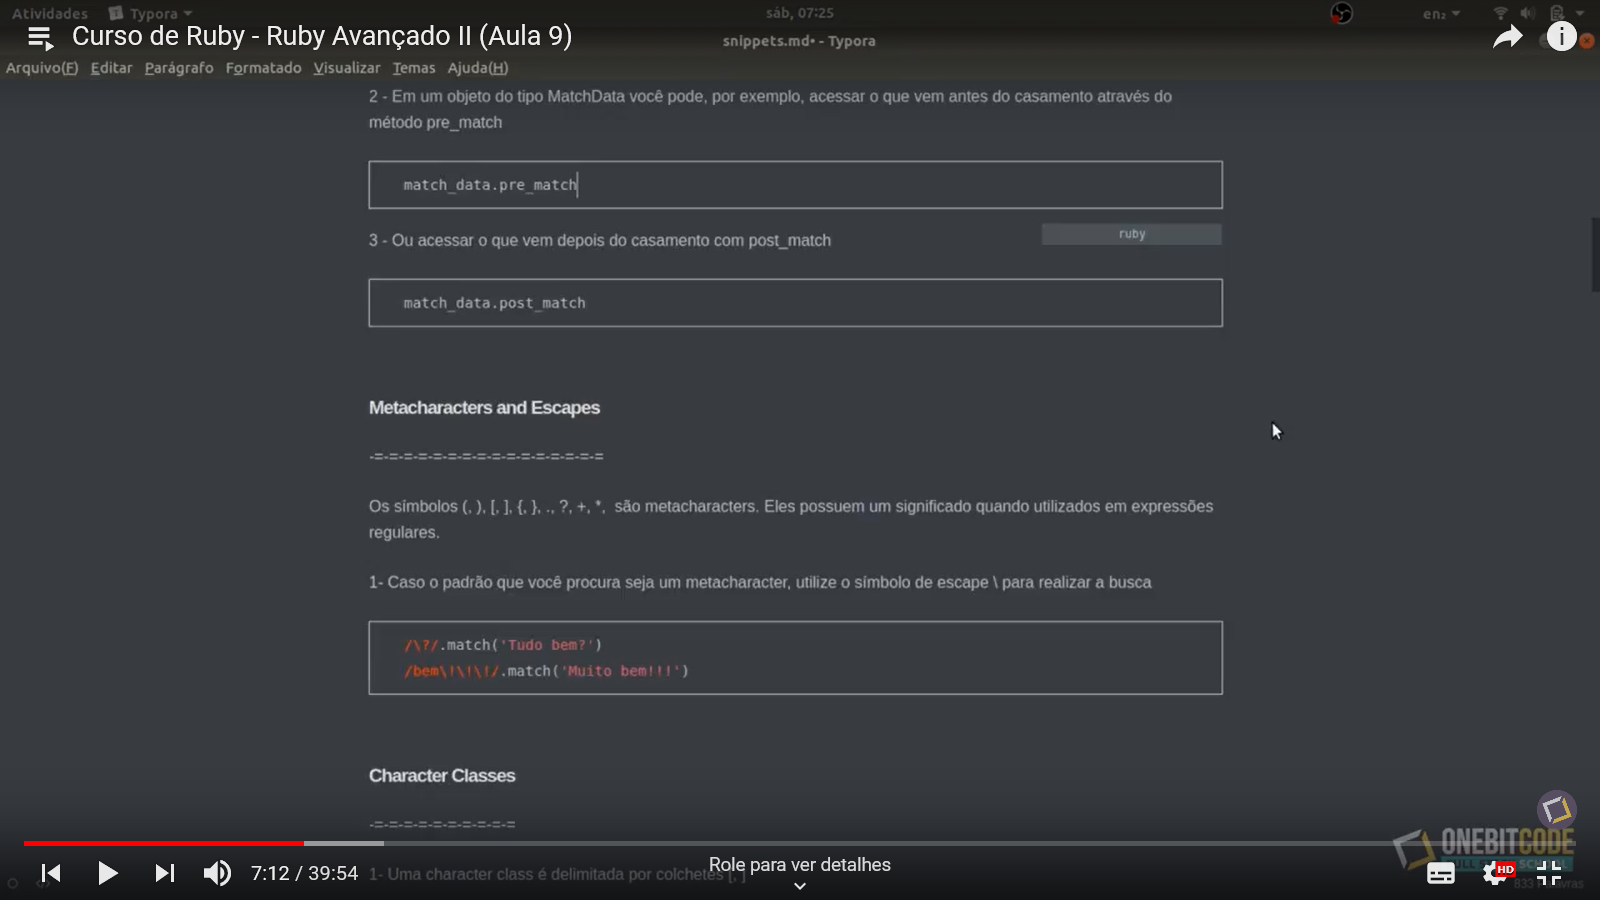 Atividades Typora sáb, 07:25 en₂
Curso de Ruby - Ruby Avançado II (Aula 9)
snippets.md• - Typora
Arquivo(F) Editar Parágrafo Formatado Visualizar Temas Ajuda(H)
2 - Em um objeto do tipo MatchData você pode, por exemplo, acessar o que vem antes do casamento através do
método pre_match
match_data.pre_match
ruby
3 - Ou acessar o que vem depois do casamento com post_match
match_data.post_match
Metacharacters and Escapes
-=-=-=-=-=-=-=-=-=-=-=-=-=-=-=-=
Os símbolos (, ), [, ], {, }, ., ?, +, *,  são metacharacters. Eles possuem um significado quando utilizados em expressões
regulares.
1- Caso o padrão que você procura seja um metacharacter, utilize o símbolo de escape \ para realizar a busca
/\?/.match('Tudo bem?')
/bem\!\!\!/.match('Muito bem!!!')
Character Classes
-=-=-=-=-=-=-=-=-=-=
ONEBITCODE
7:12 / 39:54
Role para ver detalhes
1- Uma character class é delimitada por colchetes [, ]
HD
833 Palavras